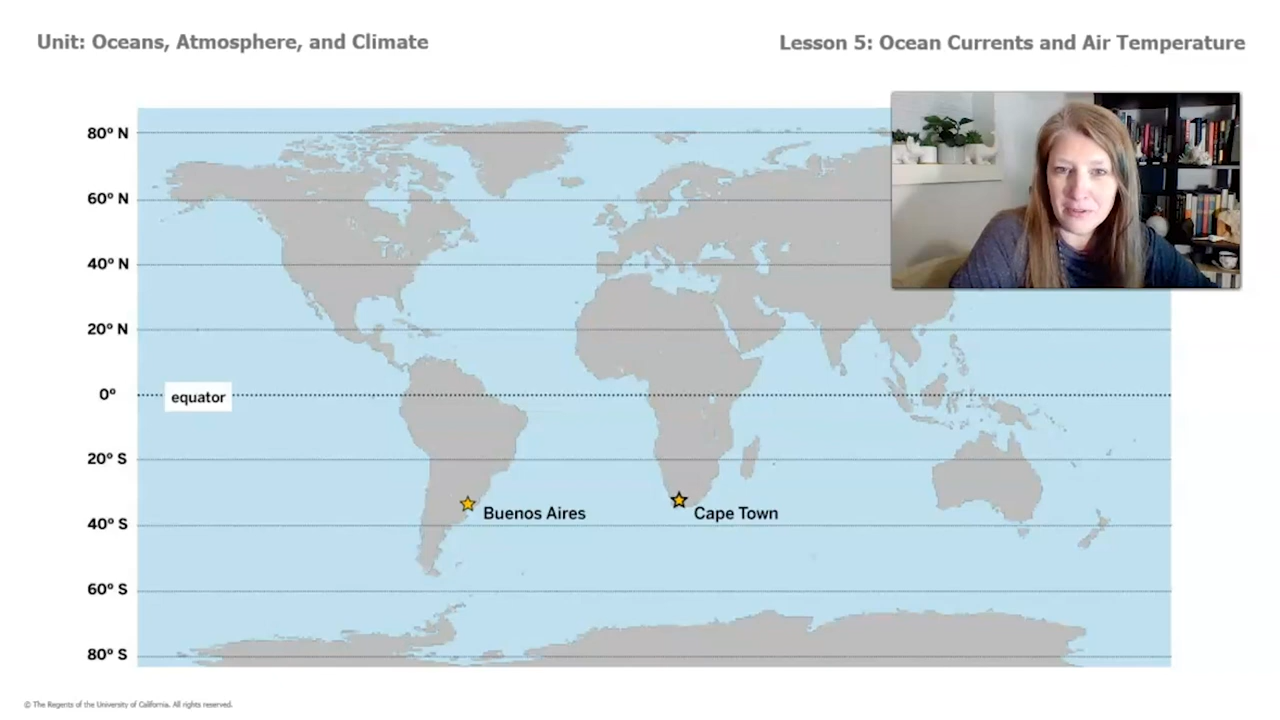 Unit: Oceans, Atmosphere, and Climate
Lesson 5: Ocean Currents and Air Temperature
80° N
60° N
40° N
20° N
0°
equator
20° S
Buenos Aires
Cape Town
40° S
60° S
80° S
© The Regents of the University of California. All rights reserved.